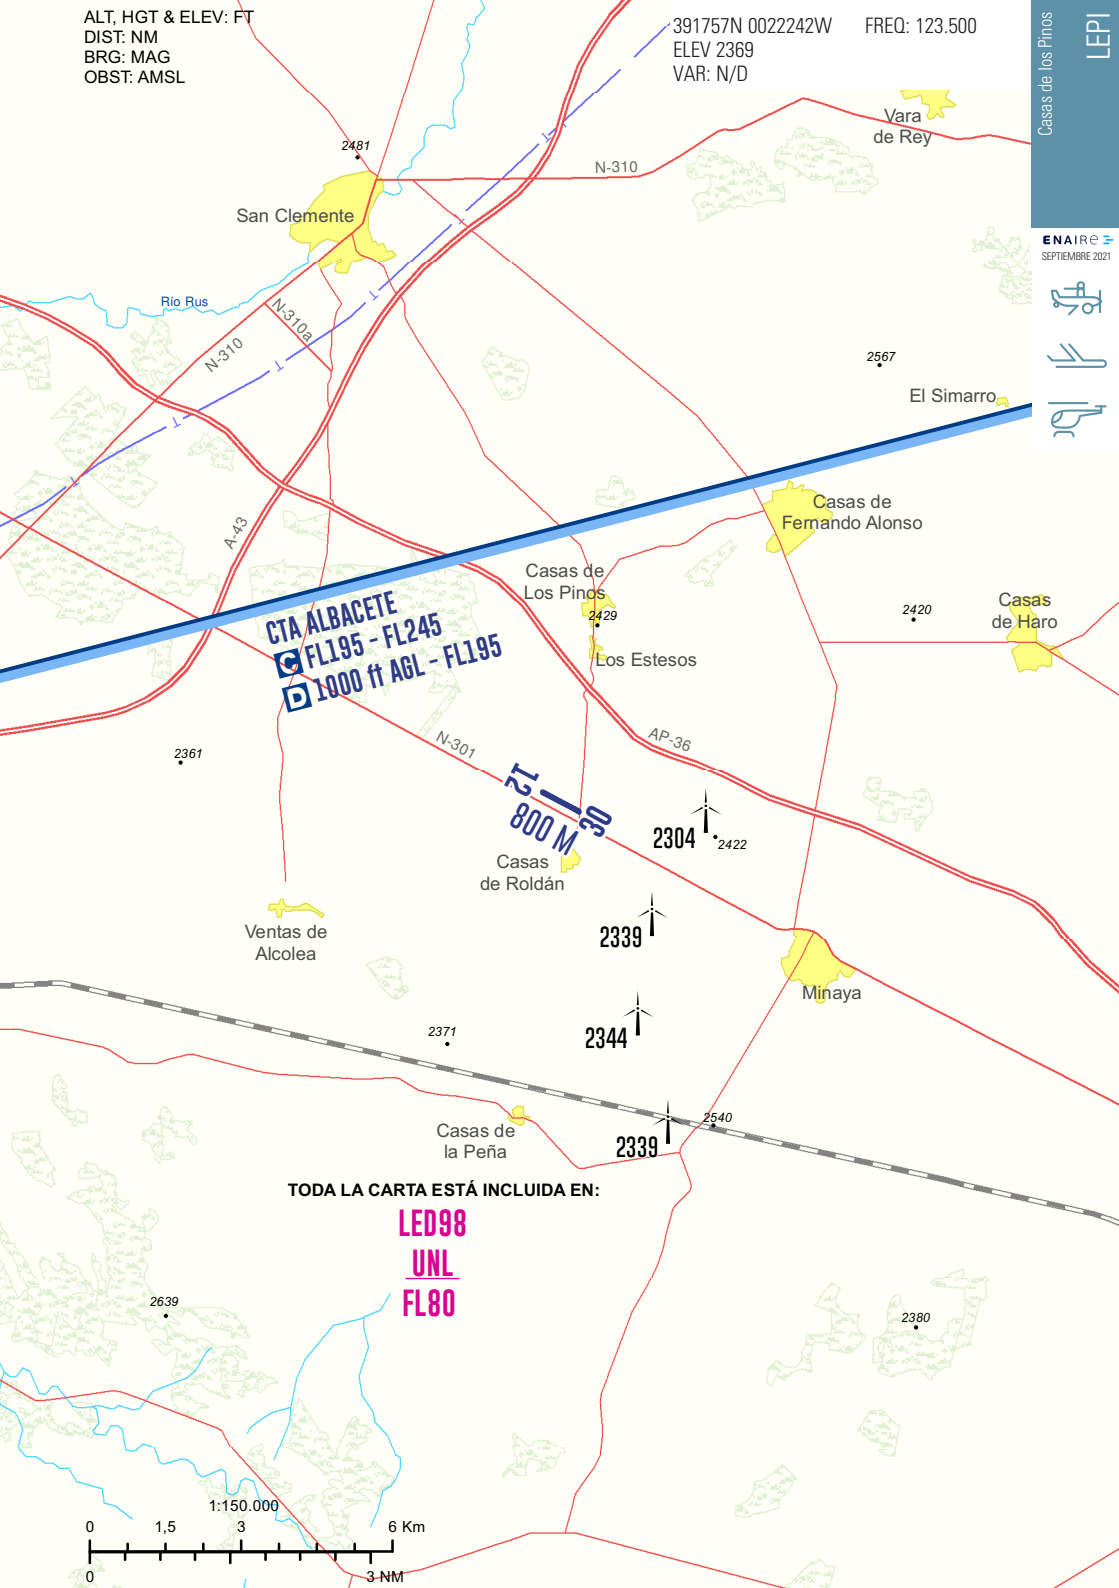 ALT, HGT & ELEV: FT
DIST: NM
BRG: MAG
OBST: AMSL
391757N 0022242W FREQ: 123.500
ELEV 2369
VAR: N/D
Casas de los Pinos
LEPI
ENAIRE
SEPTIEMBRE 2021
Vara
de Rey
2481
N-310
San Clemente
Río Rus
N-310a
N-310
2567
El Simarro
Casas de
Fernando Alonso
A-43
Casas de
Los Pinos
2429
2420
Casas
de Haro
CTA ALBACETE
C FL195 - FL245
D 1000 ft AGL - FL195
Los Estesos
N-301
AP-36
2361
12
30
800 M
2304
2422
Casas
de Roldán
2339
Ventas de
Alcolea
Minaya
2344
2371
2540
2339
Casas de
la Peña
TODA LA CARTA ESTÁ INCLUIDA EN:
LED98
UNL
FL80
2639
2380
1:150.000
0 1,5 3 6 Km
0 3 NM